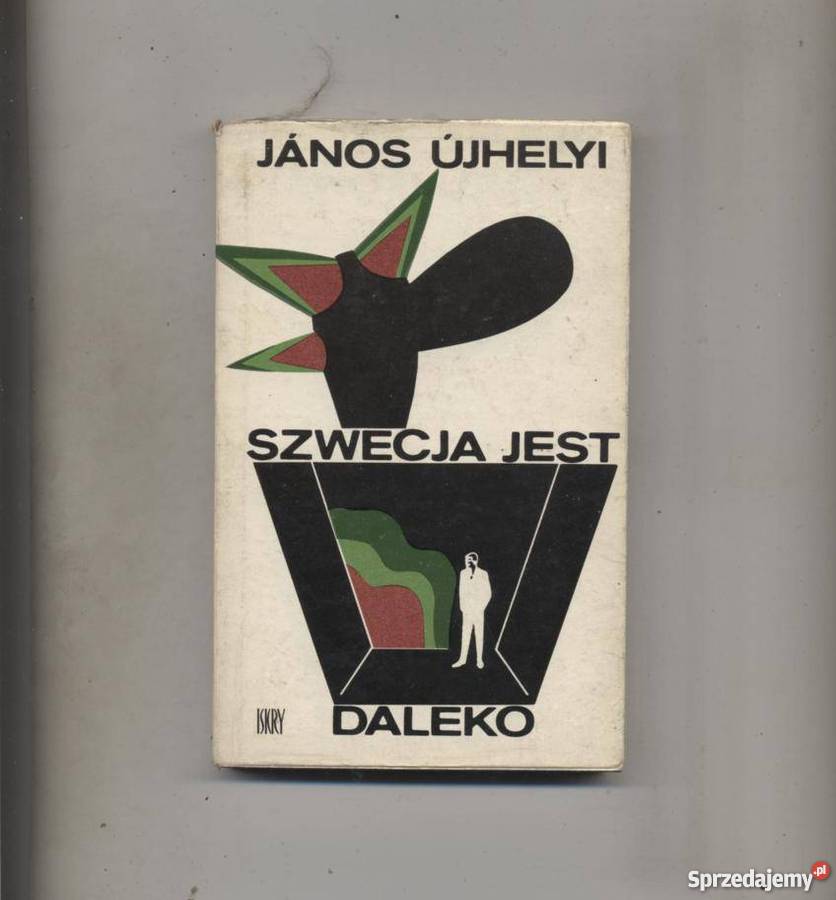 JÁNOS ÚJHELYI
SZWECJA JEST
DALEKO
ISKRY
Sprzedajemy.pl